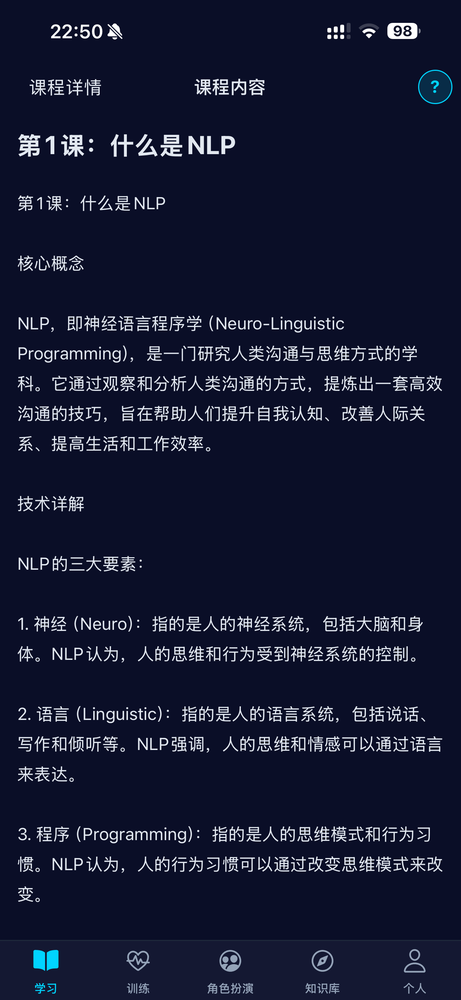 22:50
98
课程详情
课程内容
?
第1课：什么是NLP
第1课：什么是NLP
核心概念
NLP，即神经语言程序学（Neuro-Linguistic
Programming），是一门研究人类沟通与思维方式的学
科。它通过观察和分析人类沟通的方式，提炼出一套高效
沟通的技巧，旨在帮助人们提升自我认知、改善人际关
系、提高生活和工作效率。
技术详解
NLP的三大要素：
1. 神经（Neuro）：指的是人的神经系统，包括大脑和身
体。NLP认为，人的思维和行为受到神经系统的控制。
2. 语言（Linguistic）：指的是人的语言系统，包括说话、
写作和倾听等。NLP强调，人的思维和情感可以通过语言
来表达。
3. 程序（Programming）：指的是人的思维模式和行为习
惯。NLP认为，人的行为习惯可以通过改变思维模式来改
变。
学习
训练
角色扮演
知识库
个人